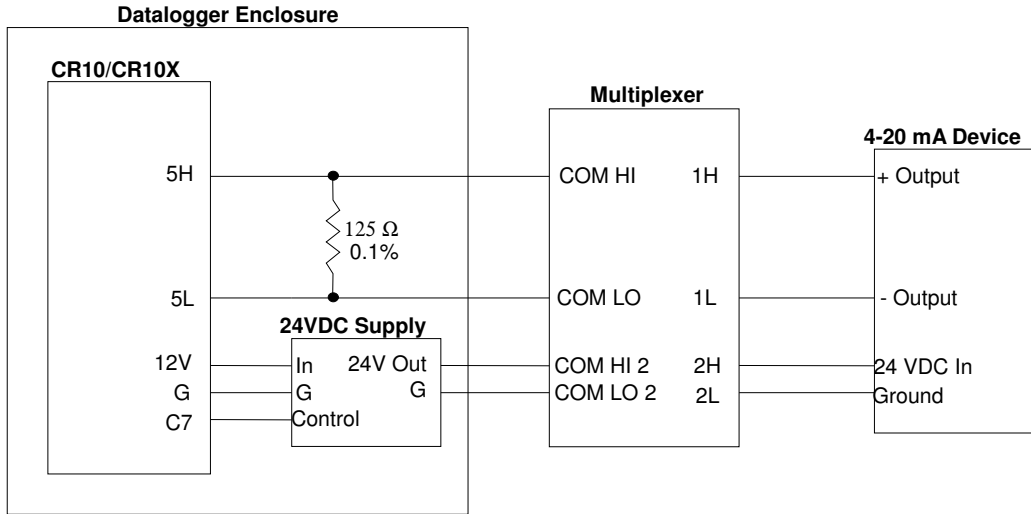 Datalogger Enclosure
CR10/CR10X
Multiplexer
4-20 mA Device
5H
COM HI
1H
+ Output
125 Ω
0.1%
5L
COM LO
1L
- Output
24VDC Supply
12V
In
24V Out
COM HI 2
2H
24 VDC In
G
G
G
COM LO 2
2L
Ground
C7
Control